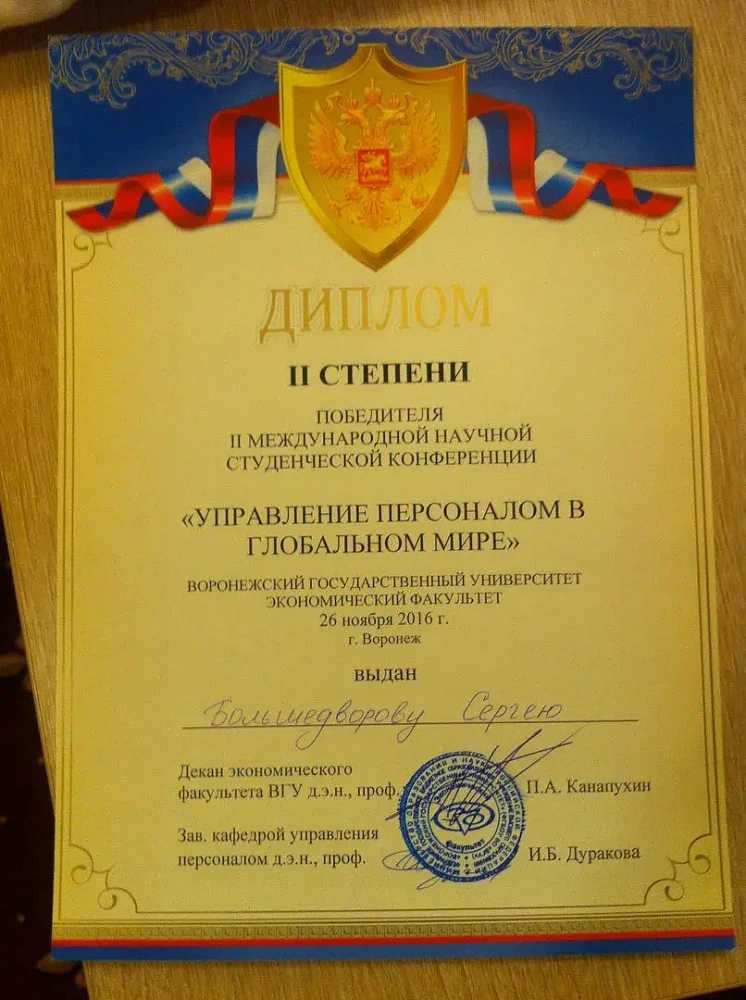 ДИПЛОМ
II СТЕПЕНИ
ПОБЕДИТЕЛЯ
II МЕЖДУНАРОДНОЙ НАУЧНОЙ
СТУДЕНЧЕСКОЙ КОНФЕРЕНЦИИ
«УПРАВЛЕНИЕ ПЕРСОНАЛОМ В
ГЛОБАЛЬНОМ МИРЕ»
ВОРОНЕЖСКИЙ ГОСУДАРСТВЕННЫЙ УНИВЕРСИТЕТ
ЭКОНОМИЧЕСКИЙ ФАКУЛЬТЕТ
26 ноября 2016 г.
г. Воронеж
выдан
Большедворову Сергею
Декан экономического
факультета ВГУ д.э.н., проф. П.А. Канапухин
Зав. кафедрой управления
персоналом д.э.н., проф. И.Б. Дуракова
факультет